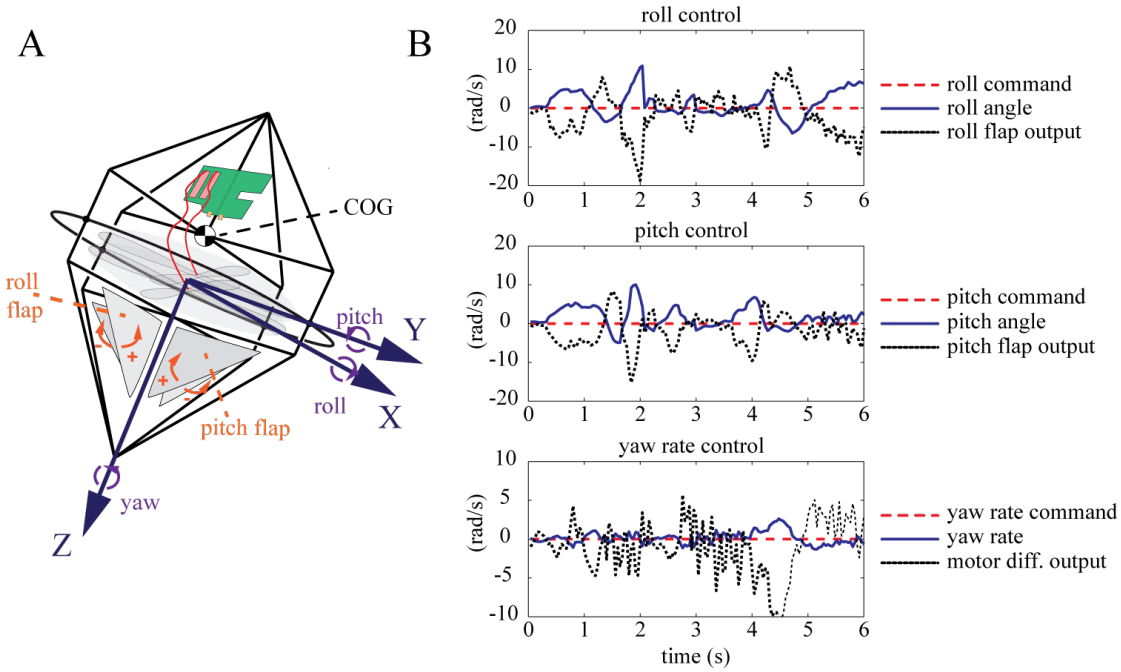 A
COG
roll
flap
pitch
Y
roll
X
pitch flap
yaw
Z
+
-
+
-
B
roll control
20
10
0
-10
-20
(rad/s)
0 1 2 3 4 5 6
roll command
roll angle
roll flap output
pitch control
20
10
0
-10
-20
(rad/s)
0 1 2 3 4 5 6
pitch command
pitch angle
pitch flap output
yaw rate control
10
5
0
-5
-10
(rad/s)
0 1 2 3 4 5 6
time (s)
yaw rate command
yaw rate
motor diff. output